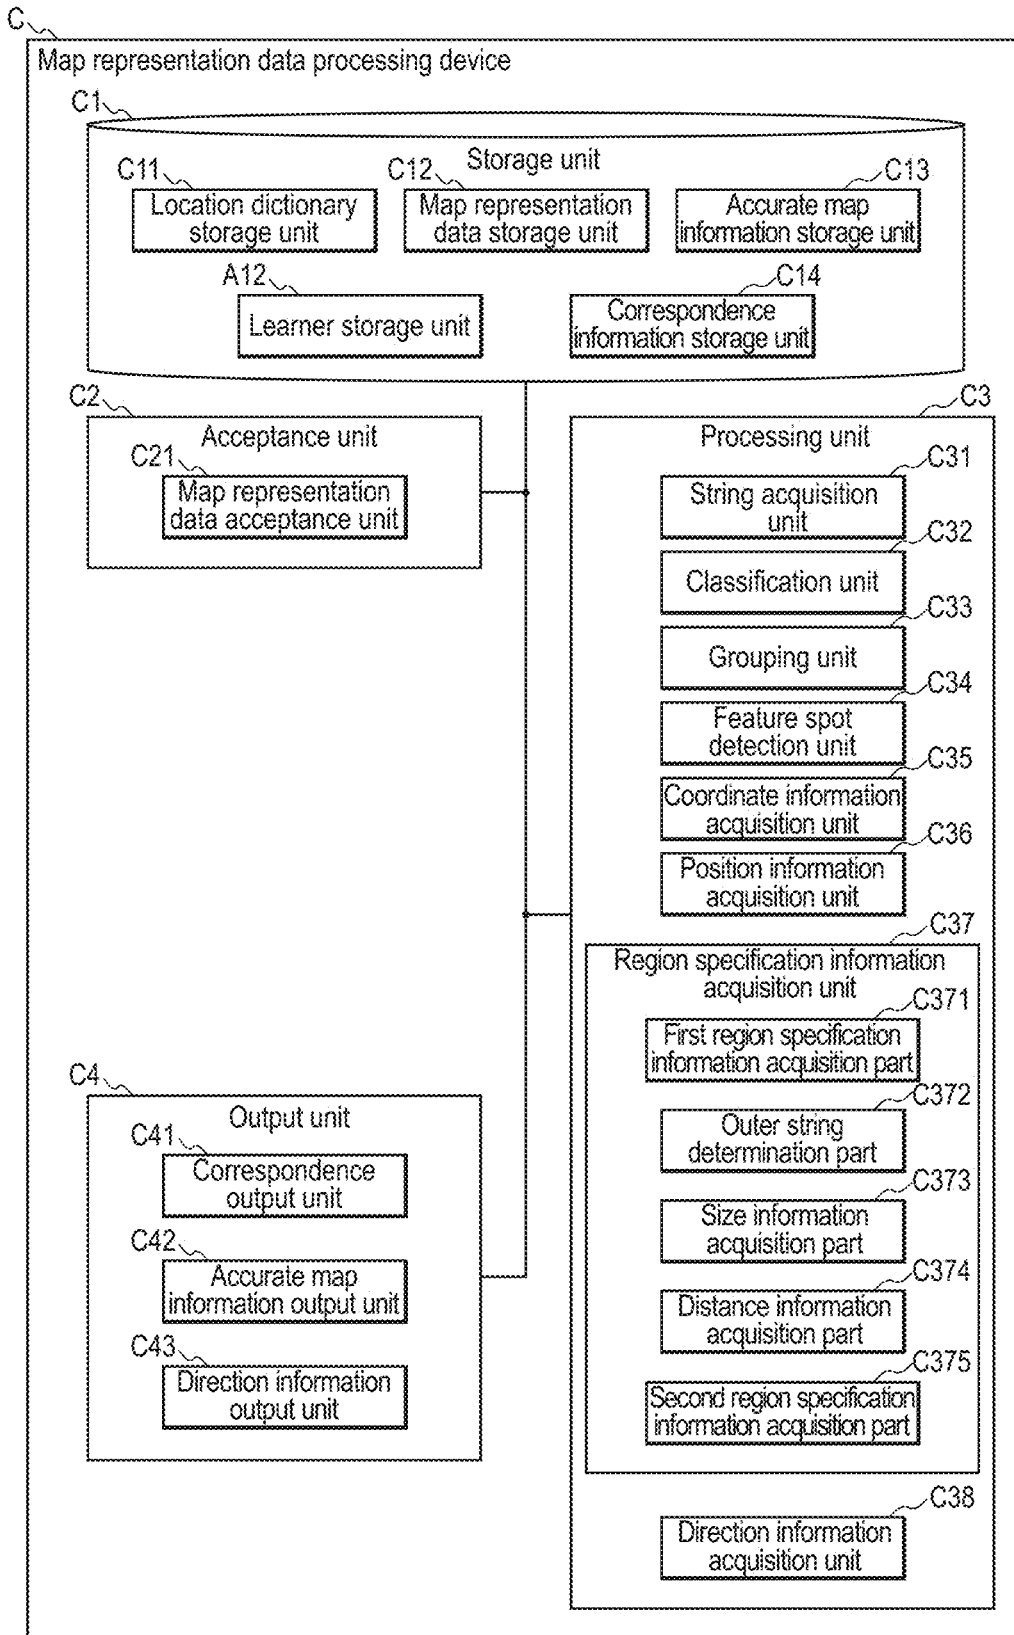 C
Map representation data processing device
C1
Storage unit
C11
Location dictionary
storage unit
C12
Map representation
data storage unit
C13
Accurate map
information storage unit
A12
Learner storage unit
C14
Correspondence
information storage unit
C2
Acceptance unit
C21
Map representation
data acceptance unit
C3
Processing unit
C31
String acquisition
unit
C32
Classification unit
C33
Grouping unit
C34
Feature spot
detection unit
C35
Coordinate information
acquisition unit
C36
Position information
acquisition unit
C37
Region specification information
acquisition unit
C371
First region specification
information acquisition part
C372
Outer string
determination part
C373
Size information
acquisition part
C374
Distance information
acquisition part
C375
Second region specification
information acquisition part
C38
Direction information
acquisition unit
C4
Output unit
C41
Correspondence
output unit
C42
Accurate map
information output unit
C43
Direction information
output unit